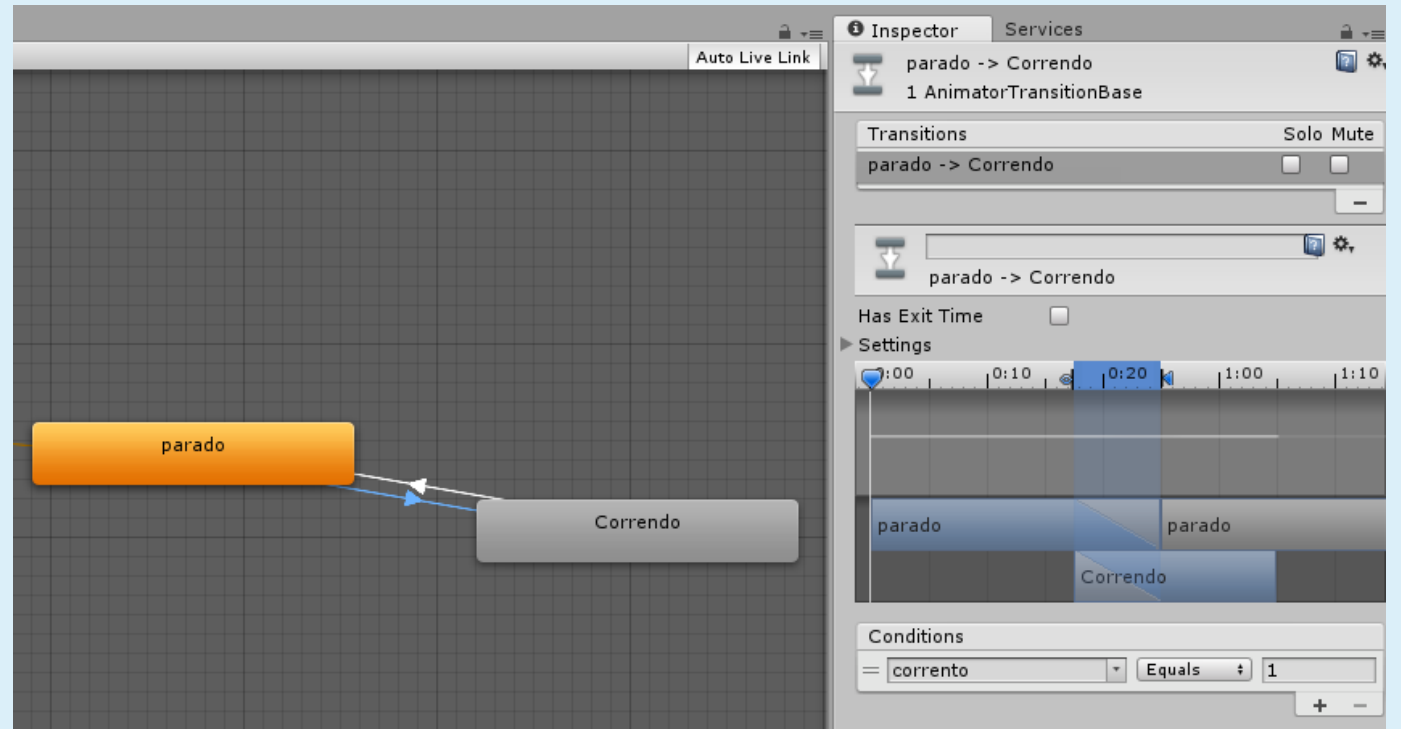 Auto Live Link
parado
Correndo
Inspector Services
parado -> Correndo
1 AnimatorTransitionBase
Transitions Solo Mute
parado -> Correndo
parado -> Correndo
Has Exit Time
Settings
0:00 0:10 0:20 1:00 1:10
parado parado
Correndo
Conditions
corrento Equals 1